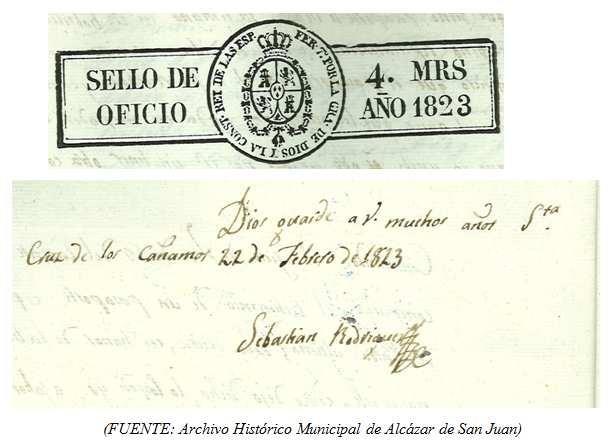 SELLO DE OFICIO
FER. 7º. POR LA GRA. DE DIOS Y LA CONST. REY DE LAS ESP.
4. MRS
AÑO 1823
Dios guarde a v. muchos años Sta
Cruz de los Cañamos 22 de Febrero de 1823
Sebastian Rodriguez
(FUENTE: Archivo Histórico Municipal de Alcázar de San Juan)